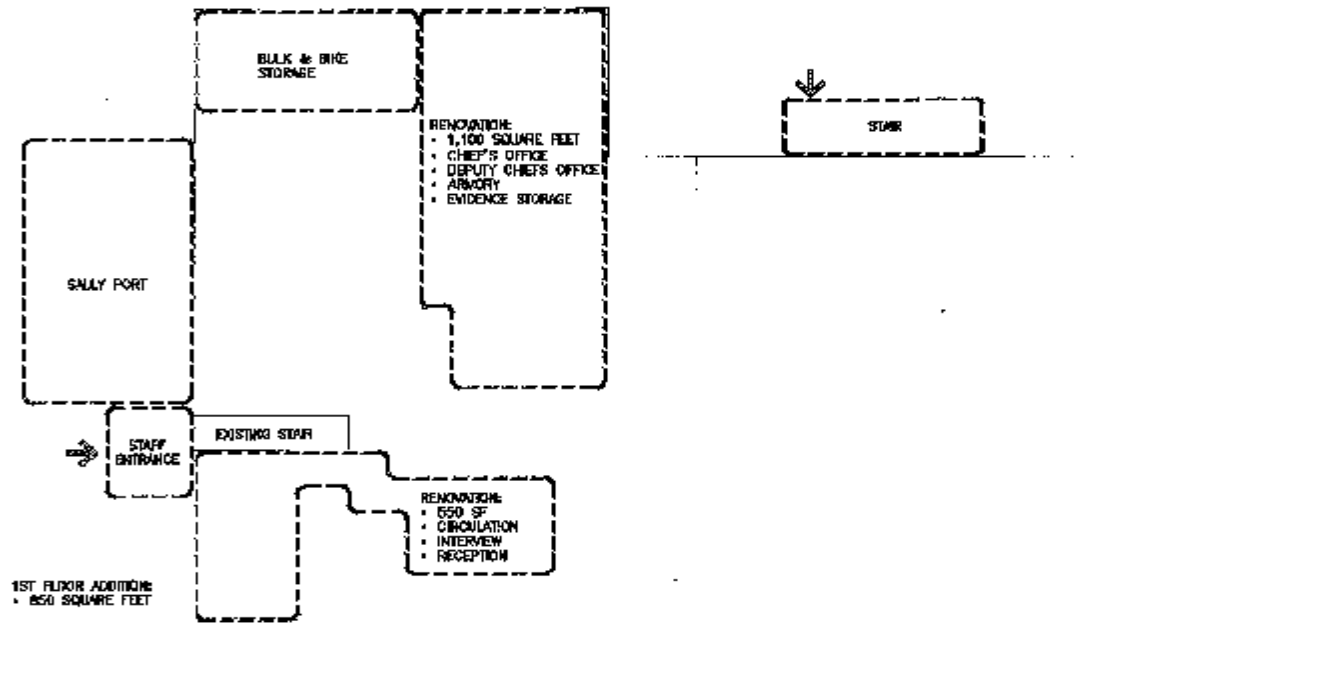 BULK & BIKE
STORAGE
RENOVATION:
• 1,100 SQUARE FEET
• CHIEF'S OFFICE
• DEPUTY CHIEFS OFFICE
• ARMORY
• EVIDENCE STORAGE
STAIR
SALLY PORT
STAFF
ENTRANCE
EXISTING STAIR
RENOVATION:
• 550 SF
• CIRCULATION
• INTERVIEW
• RECEPTION
1ST FLOOR ADDITION:
• 850 SQUARE FEET